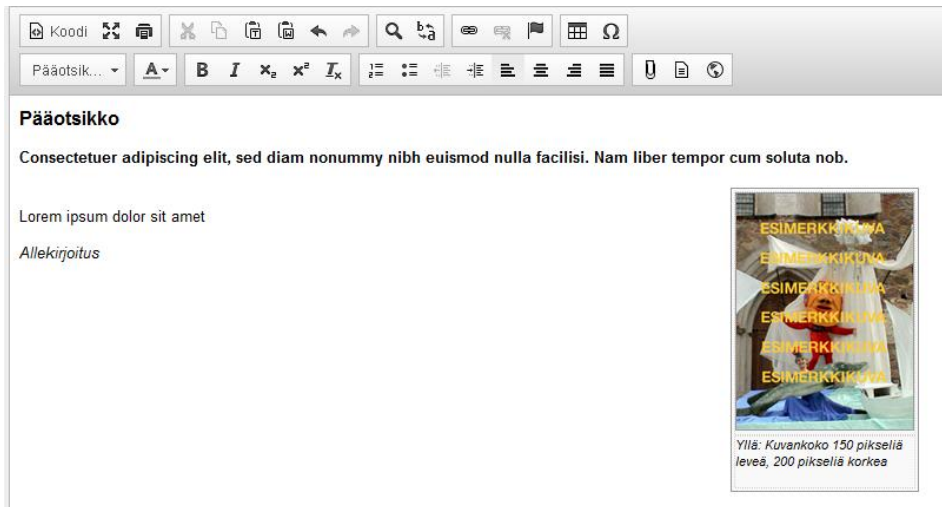 Koodi
Pääotsik...
Pääotsikko
Consectetuer adipiscing elit, sed diam nonummy nibh euismod nulla facilisi. Nam liber tempor cum soluta nob.
Lorem ipsum dolor sit amet
Allekirjoitus
ESIMERKKIKUVA
ESIMERKKIKUVA
ESIMERKKIKUVA
ESIMERKKIKUVA
ESIMERKKIKUVA
ESIMERKKIKUVA
Yllä: Kuvankoko 150 pikseliä
leveä, 200 pikseliä korkea